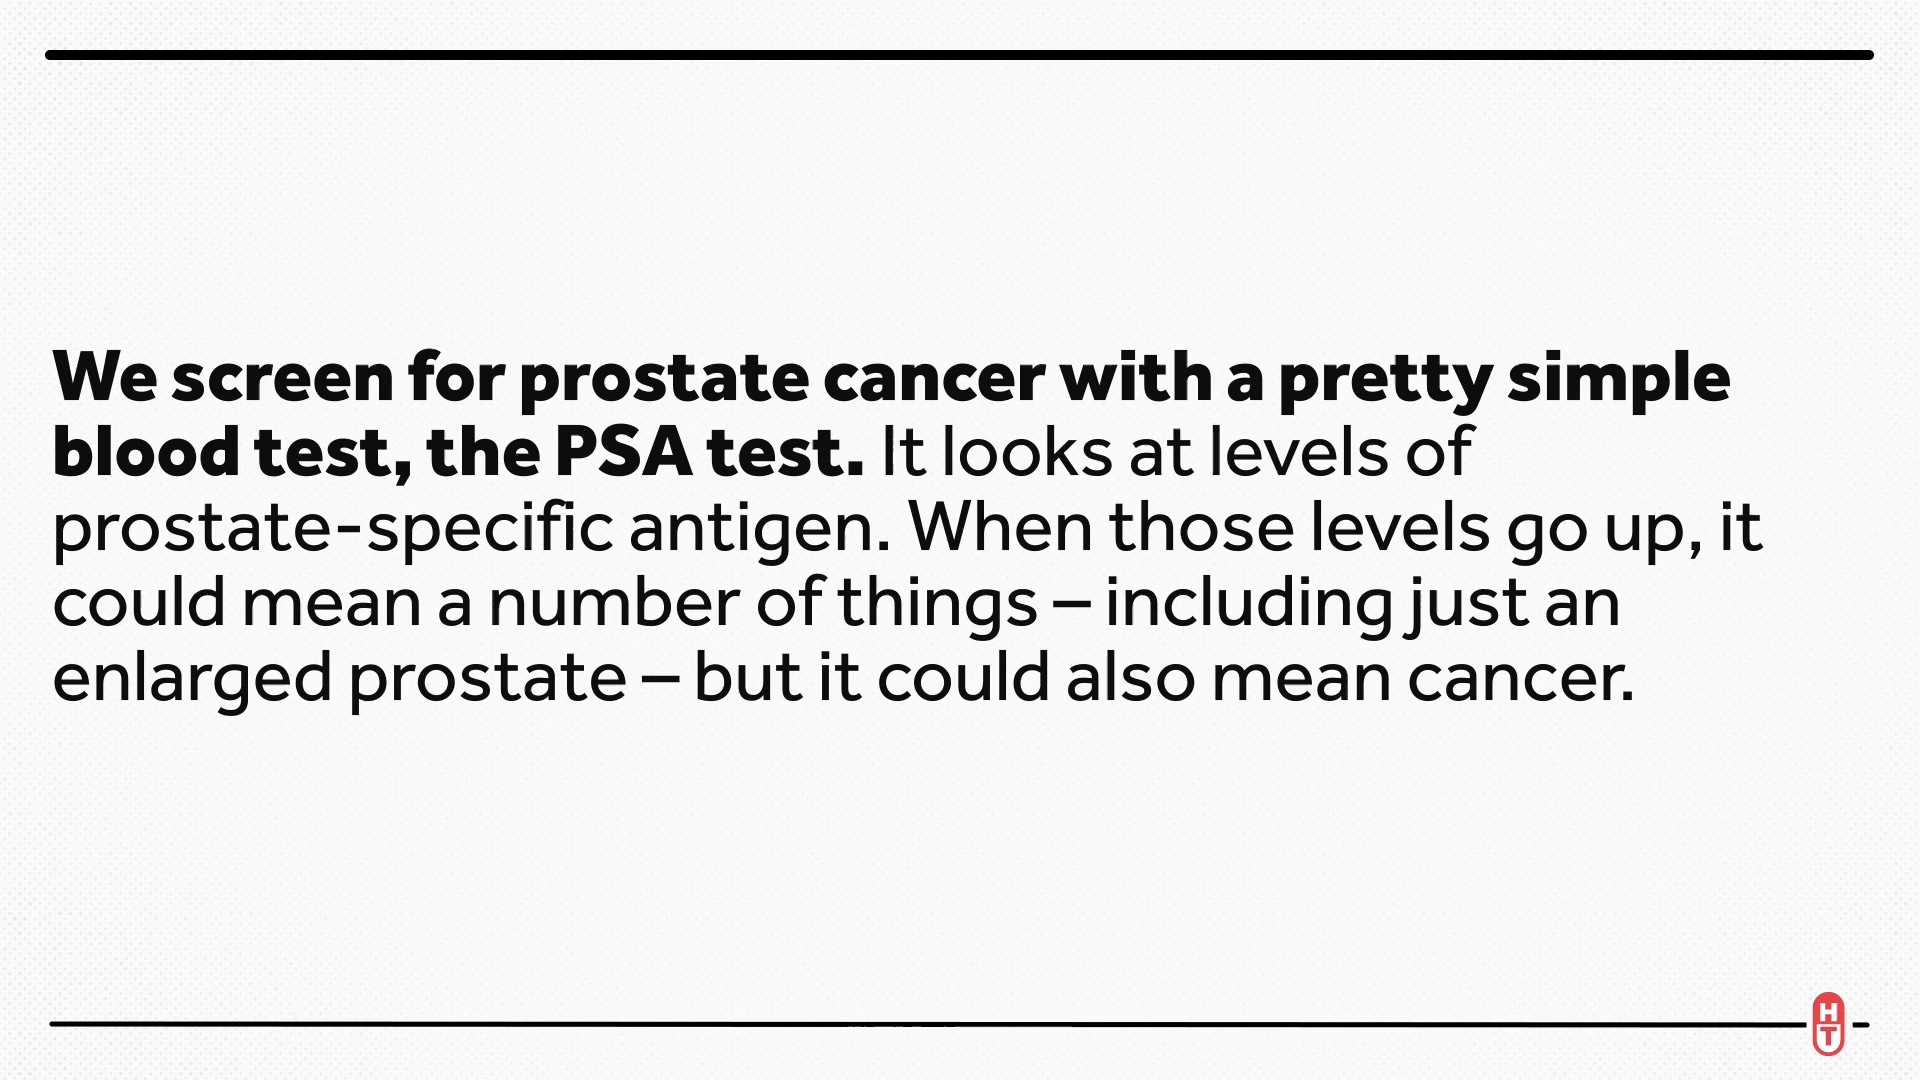 We screen for prostate cancer with a pretty simple
blood test, the PSA test. It looks at levels of
prostate-specific antigen. When those levels go up, it
could mean a number of things – including just an
enlarged prostate – but it could also mean cancer.
H
T